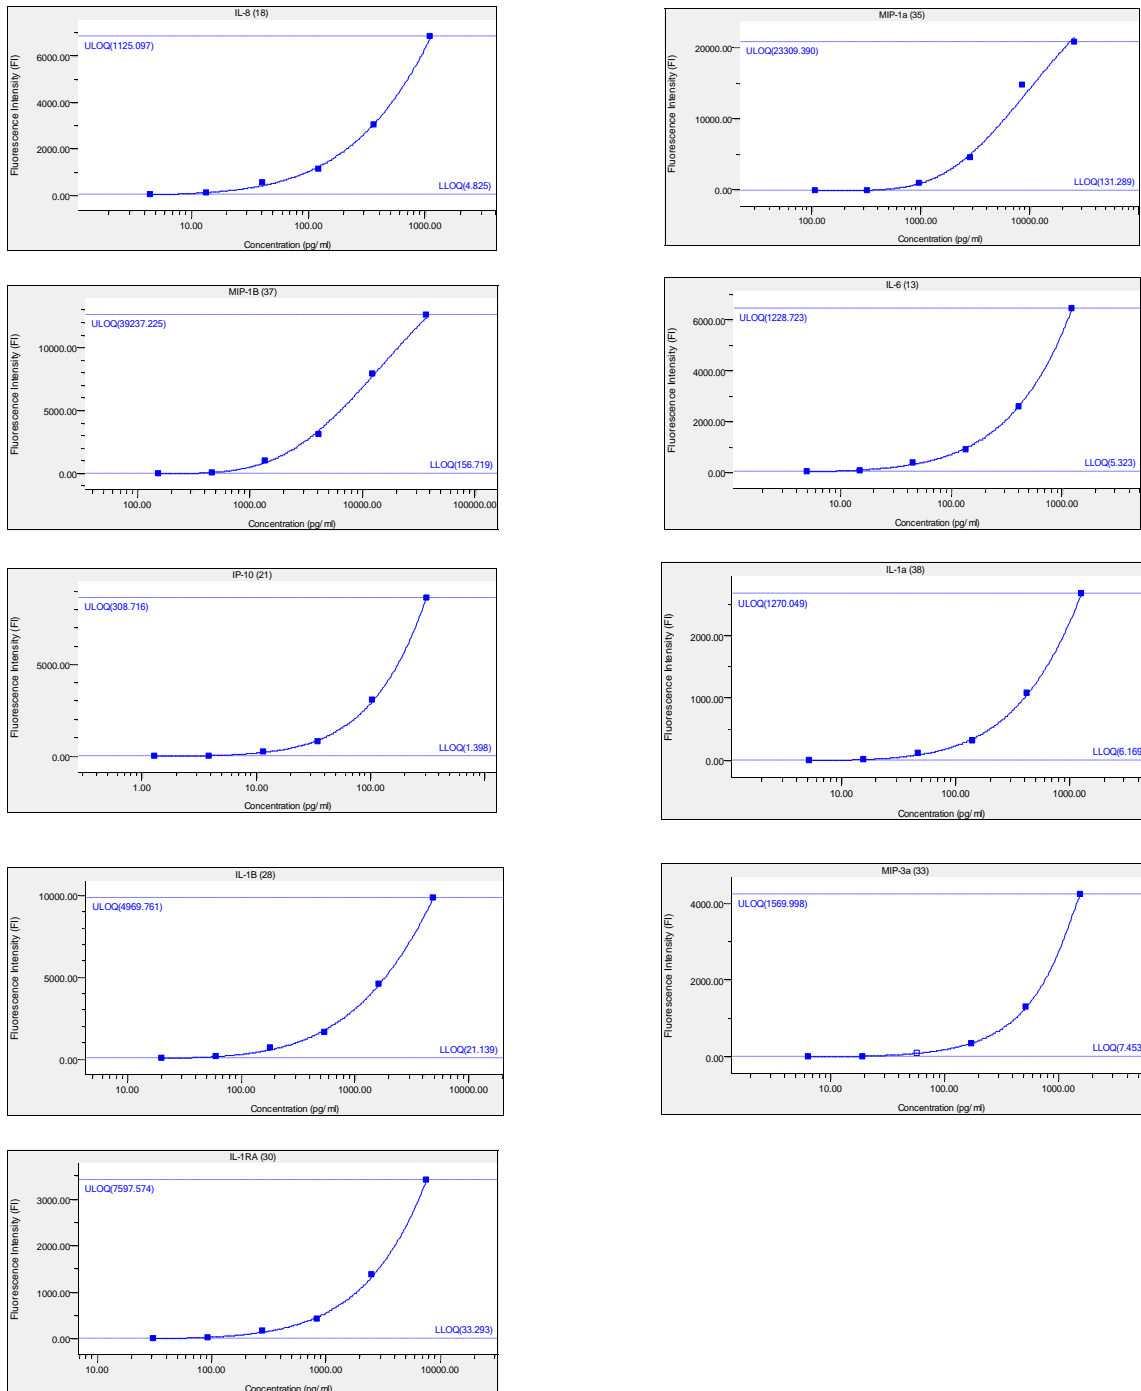 IL-8 (18)
Fluorescence Intensity (FI)
6000.00
4000.00
2000.00
0.00
ULOQ(1125.097)
LLOQ(4.825)
10.00 100.00 1000.00
Concentration (pg/ml)
MIP-1a (35)
Fluorescence Intensity (FI)
20000.00
10000.00
0.00
ULOQ(23309.390)
LLOQ(131.289)
100.00 1000.00 10000.00
Concentration (pg/ml)
MIP-1B (37)
Fluorescence Intensity (FI)
10000.00
5000.00
0.00
ULOQ(39237.225)
LLOQ(156.719)
100.00 1000.00 10000.00 100000.00
Concentration (pg/ml)
IL-6 (13)
Fluorescence Intensity (FI)
6000.00
4000.00
2000.00
0.00
ULOQ(1228.723)
LLOQ(5.323)
10.00 100.00 1000.00
Concentration (pg/ml)
IP-10 (21)
Fluorescence Intensity (FI)
5000.00
0.00
ULOQ(308.716)
LLOQ(1.398)
1.00 10.00 100.00
Concentration (pg/ml)
IL-1a (38)
Fluorescence Intensity (FI)
2000.00
1000.00
0.00
ULOQ(1270.049)
LLOQ(6.169
10.00 100.00 1000.00
Concentration (pg/ml)
IL-1B (28)
Fluorescence Intensity (FI)
10000.00
5000.00
0.00
ULOQ(4969.761)
LLOQ(21.139)
10.00 100.00 1000.00 10000.00
Concentration (pg/ml)
MIP-3a (33)
Fluorescence Intensity (FI)
4000.00
2000.00
0.00
ULOQ(1569.998)
LLOQ(7.453
10.00 100.00 1000.00
Concentration (pg/ml)
IL-1RA (30)
Fluorescence Intensity (FI)
3000.00
2000.00
1000.00
0.00
ULOQ(7597.574)
LLOQ(33.293)
10.00 100.00 1000.00 10000.00
Concentration (pg/ml)